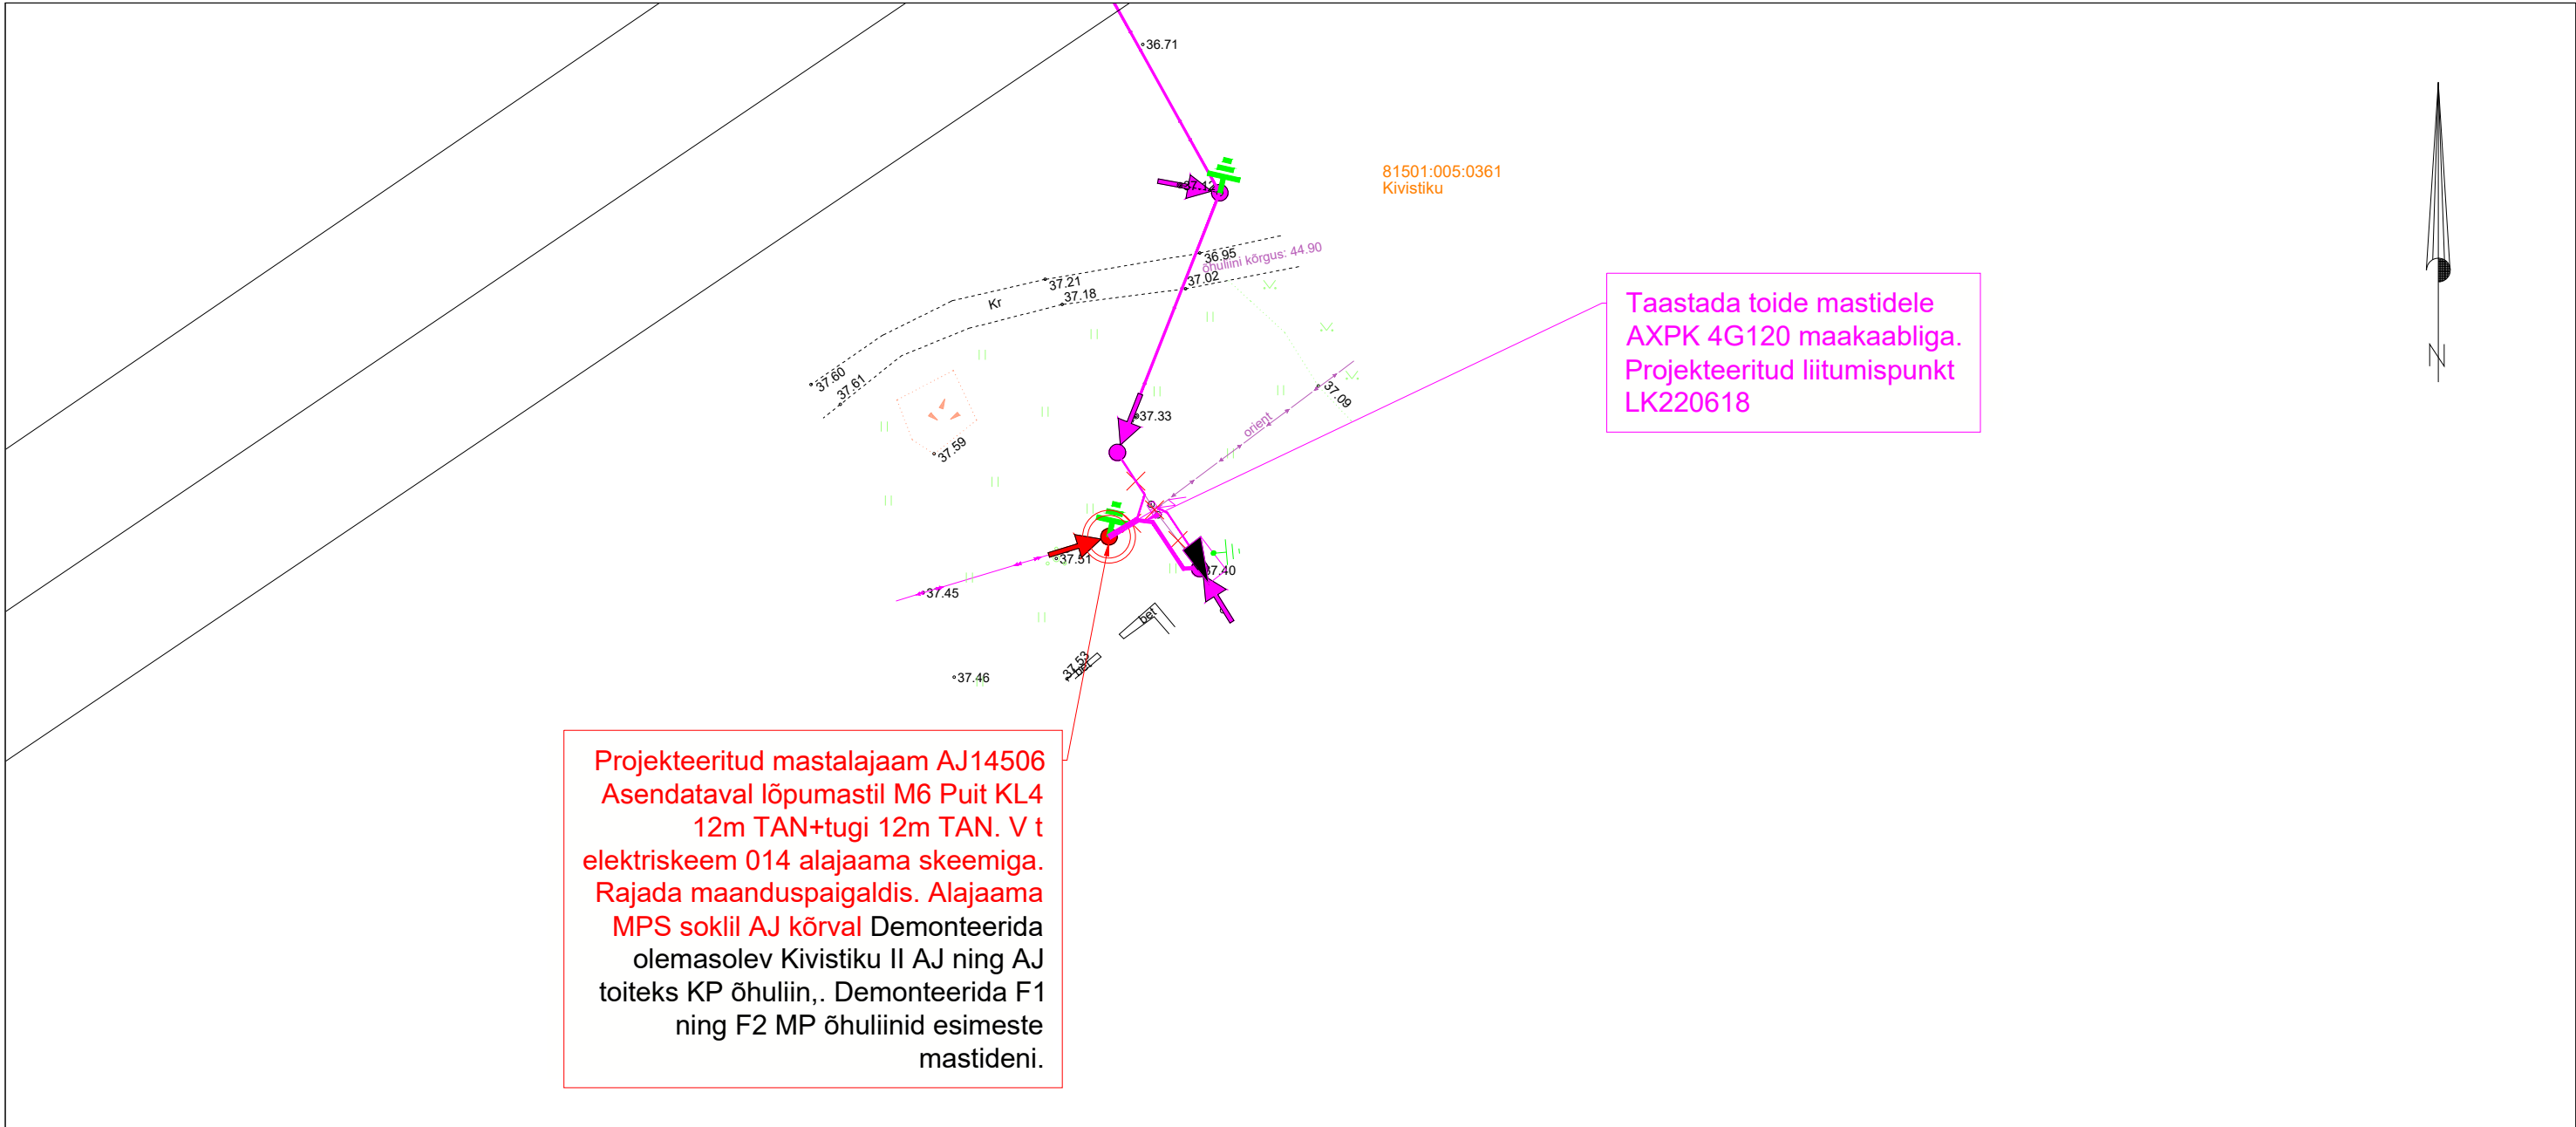 36.71
37.12
81501:005:0361
Kivistiku
36.95
õhuliini kõrgus: 44.90
37.02
37.21
37.18
Kr
37.60
37.61
37.59
37.33
37.09
orient
Taastada toide mastidele
AXPK 4G120 maakaabliga.
Projekteeritud liitumispunkt
LK220618
N
37.51
37.40
37.45
bet
37.53
bet
37.46
Projekteeritud mastalajaam AJ14506
Asendataval lõpumastil M6 Puit KL4
12m TAN+tugi 12m TAN. V t
elektriskeem 014 alajaama skeemiga.
Rajada maanduspaigaldis. Alajaama
MPS soklil AJ kõrval Demonteerida
olemasolev Kivistiku II AJ ning AJ
toiteks KP õhuliin,. Demonteerida F1
ning F2 MP õhuliinid esimeste
mastideni.